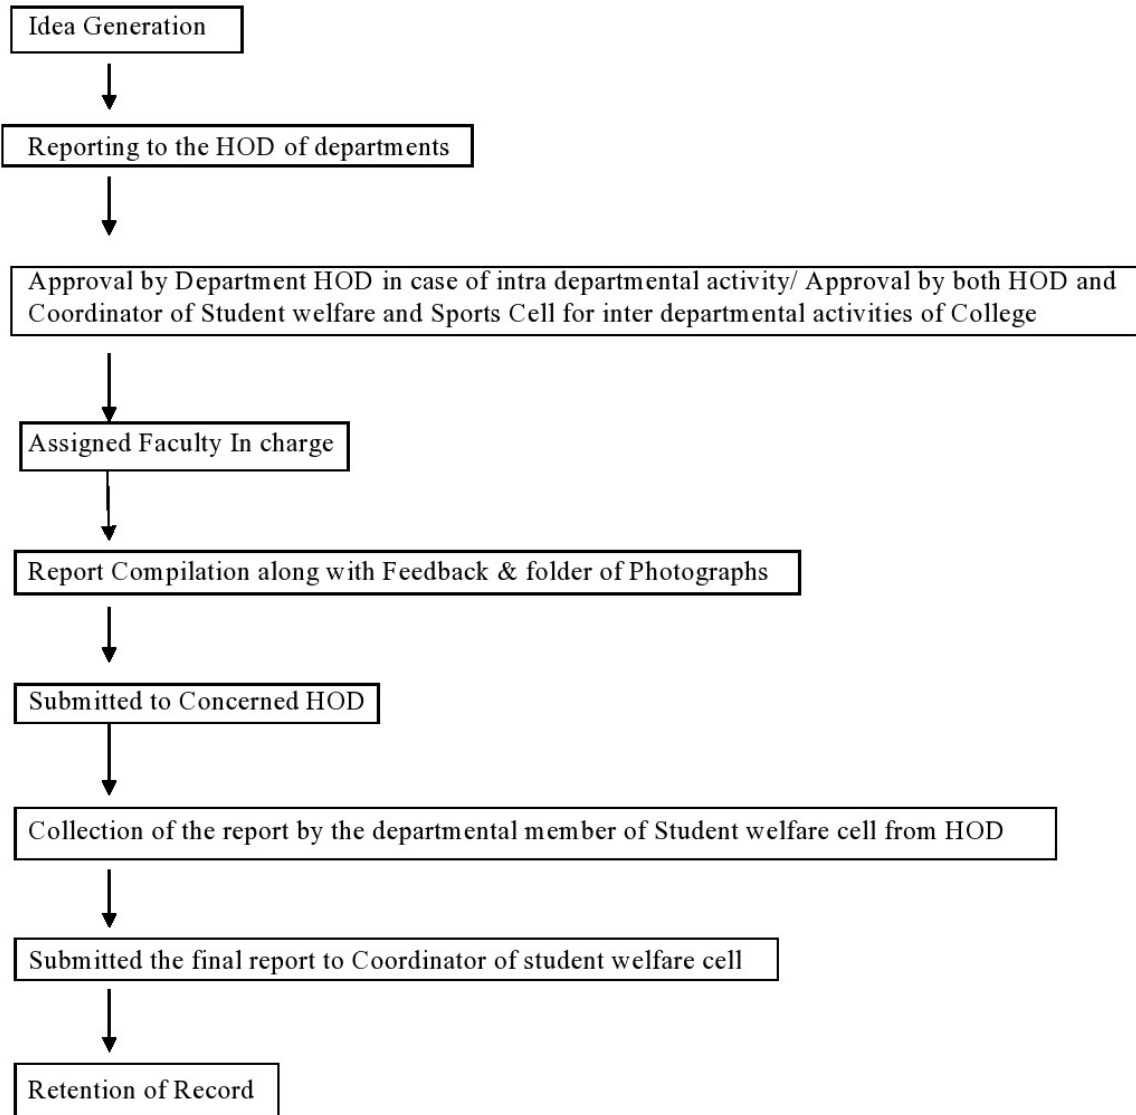 Idea Generation
Reporting to the HOD of departments
Approval by Department HOD in case of intra departmental activity/ Approval by both HOD and
Coordinator of Student welfare and Sports Cell for inter departmental activities of College
Assigned Faculty In charge
Report Compilation along with Feedback & folder of Photographs
Submitted to Concerned HOD
Collection of the report by the departmental member of Student welfare cell from HOD
Submitted the final report to Coordinator of student welfare cell
Retention of Record